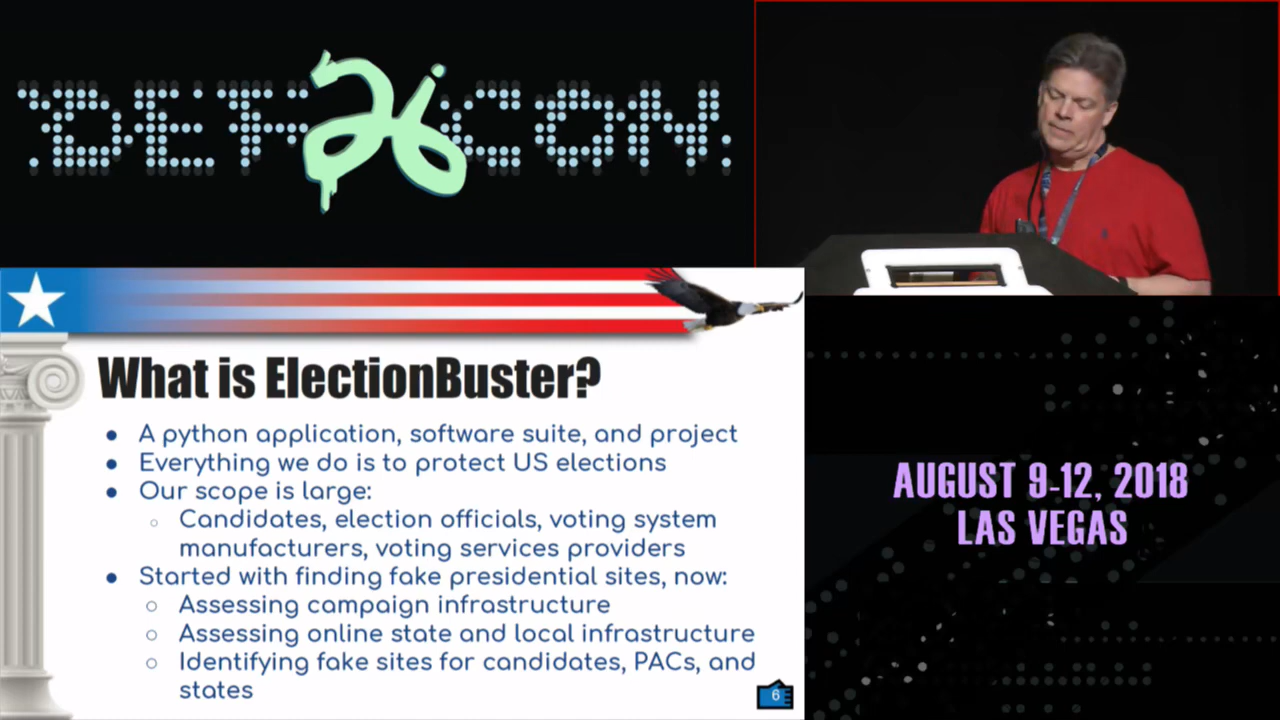 DEF CON
26
What is ElectionBuster?
● A python application, software suite, and project
● Everything we do is to protect US elections
● Our scope is large:
○ Candidates, election officials, voting system
manufacturers, voting services providers
● Started with finding fake presidential sites, now:
○ Assessing campaign infrastructure
○ Assessing online state and local infrastructure
○ Identifying fake sites for candidates, PACs, and
states
6
AUGUST 9-12, 2018
LAS VEGAS